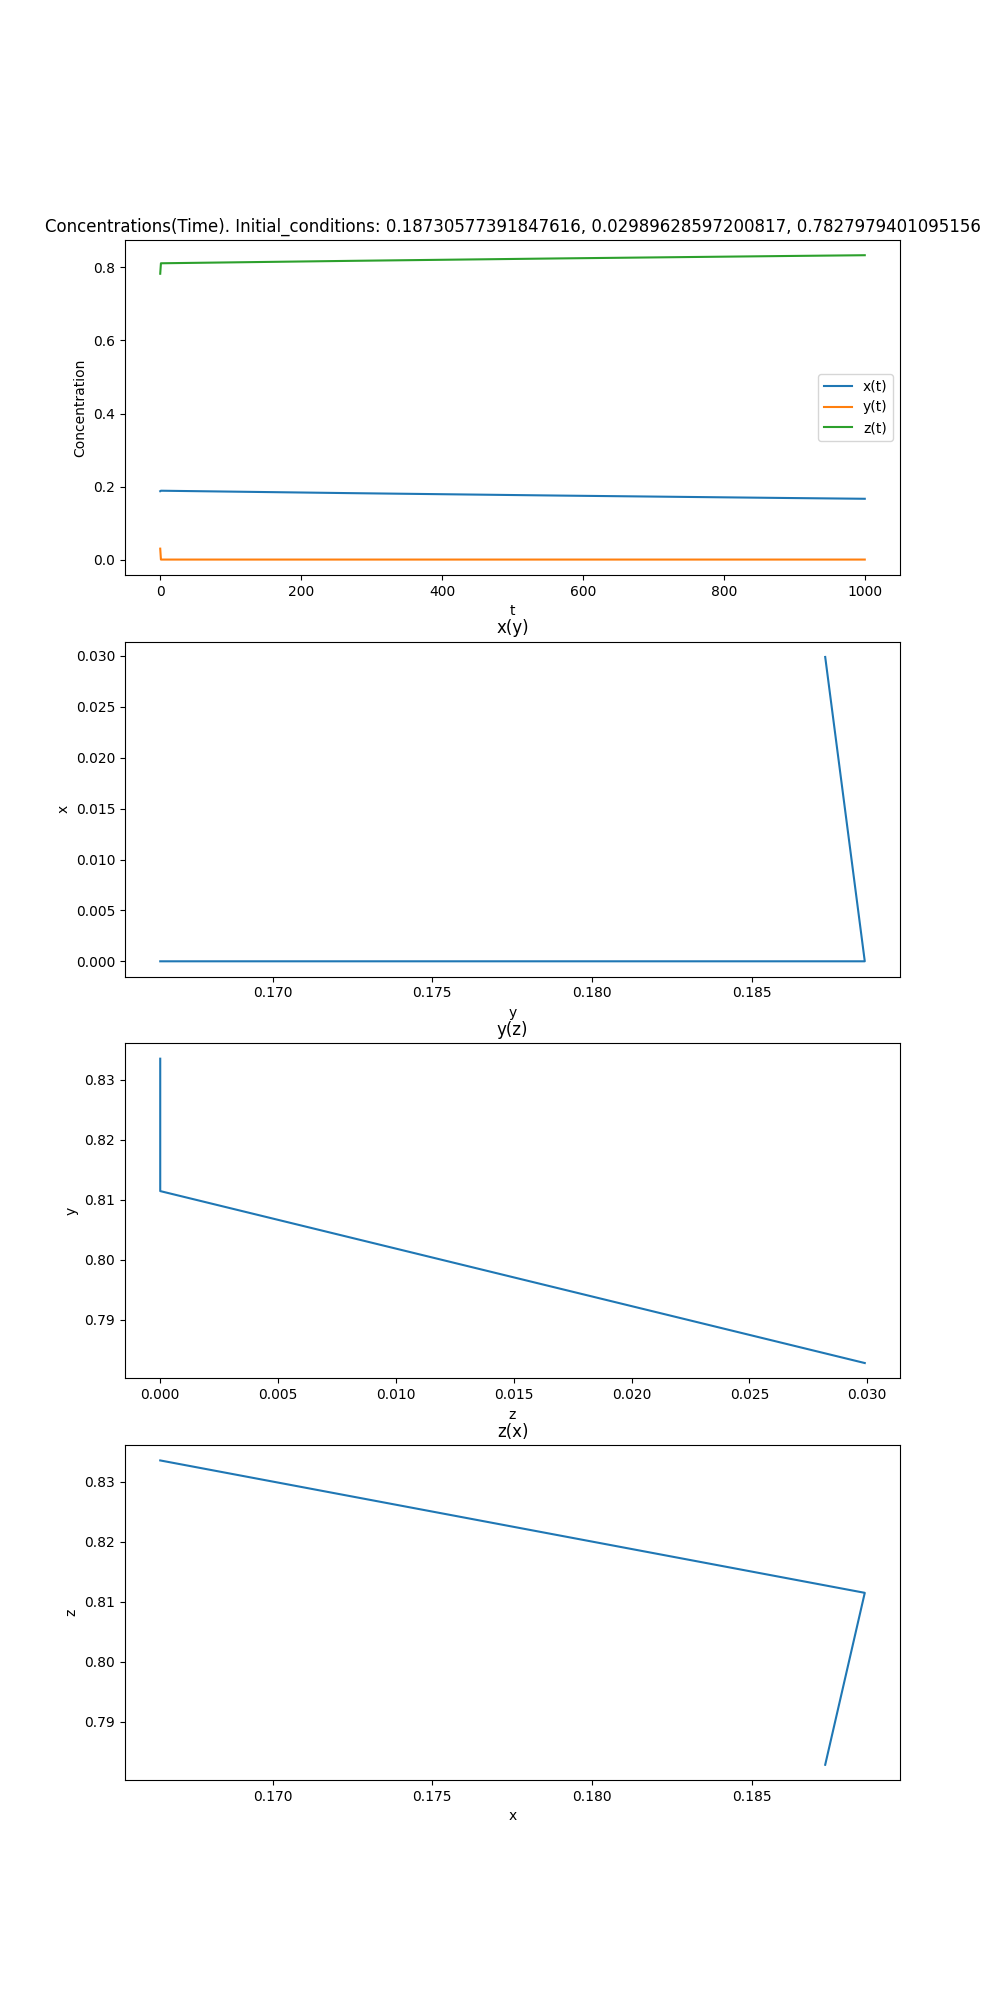 Concentrations(Time). Initial_conditions: 0.18730577391847616, 0.02989628597200817, 0.7827979401095156
0.8
0.6
0.4
0.2
0.0
Concentration
x(t)
y(t)
z(t)
0 200 400 600 800 1000
t
x(y)
0.030
0.025
0.020
0.015
0.010
0.005
0.000
x
0.170 0.175 0.180 0.185
y
y(z)
0.83
0.82
0.81
0.80
0.79
y
0.000 0.005 0.010 0.015 0.020 0.025 0.030
z
z(x)
0.83
0.82
0.81
0.80
0.79
z
0.170 0.175 0.180 0.185
x